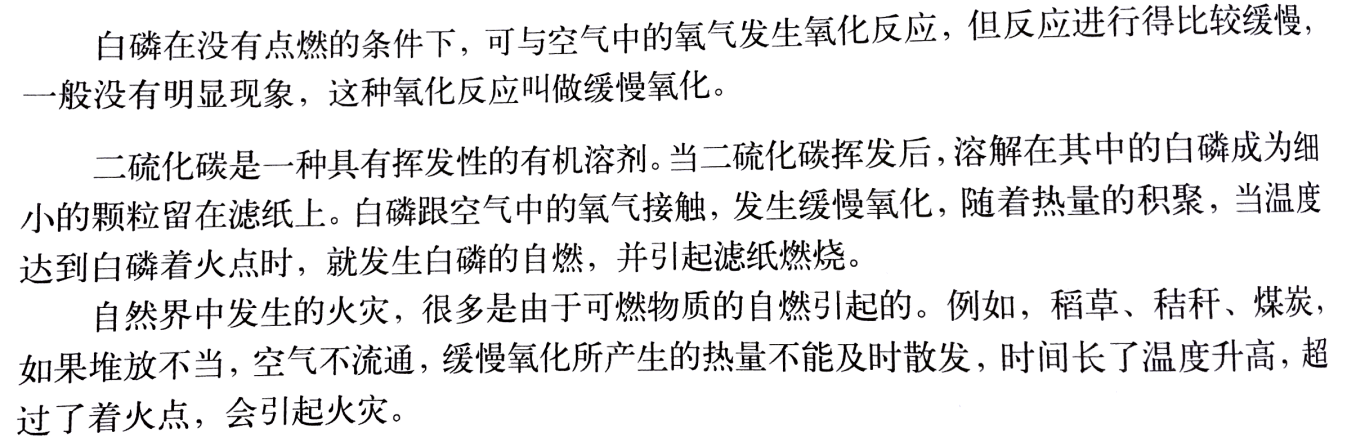 白磷在没有点燃的条件下，可与空气中的氧气发生氧化反应，但反应进行得比较缓慢，
一般没有明显现象，这种氧化反应叫做缓慢氧化。
二硫化碳是一种具有挥发性的有机溶剂。当二硫化碳挥发后，溶解在其中的白磷成为细
小的颗粒留在滤纸上。白磷跟空气中的氧气接触，发生缓慢氧化，随着热量的积聚，当温度
达到白磷着火点时，就发生白磷的自燃，并引起滤纸燃烧。
自然界中发生的火灾，很多是由于可燃物质的自燃引起的。例如，稻草、秸秆、煤炭，
如果堆放不当，空气不流通，缓慢氧化所产生的热量不能及时散发，时间长了温度升高，超
过了着火点，会引起火灾。